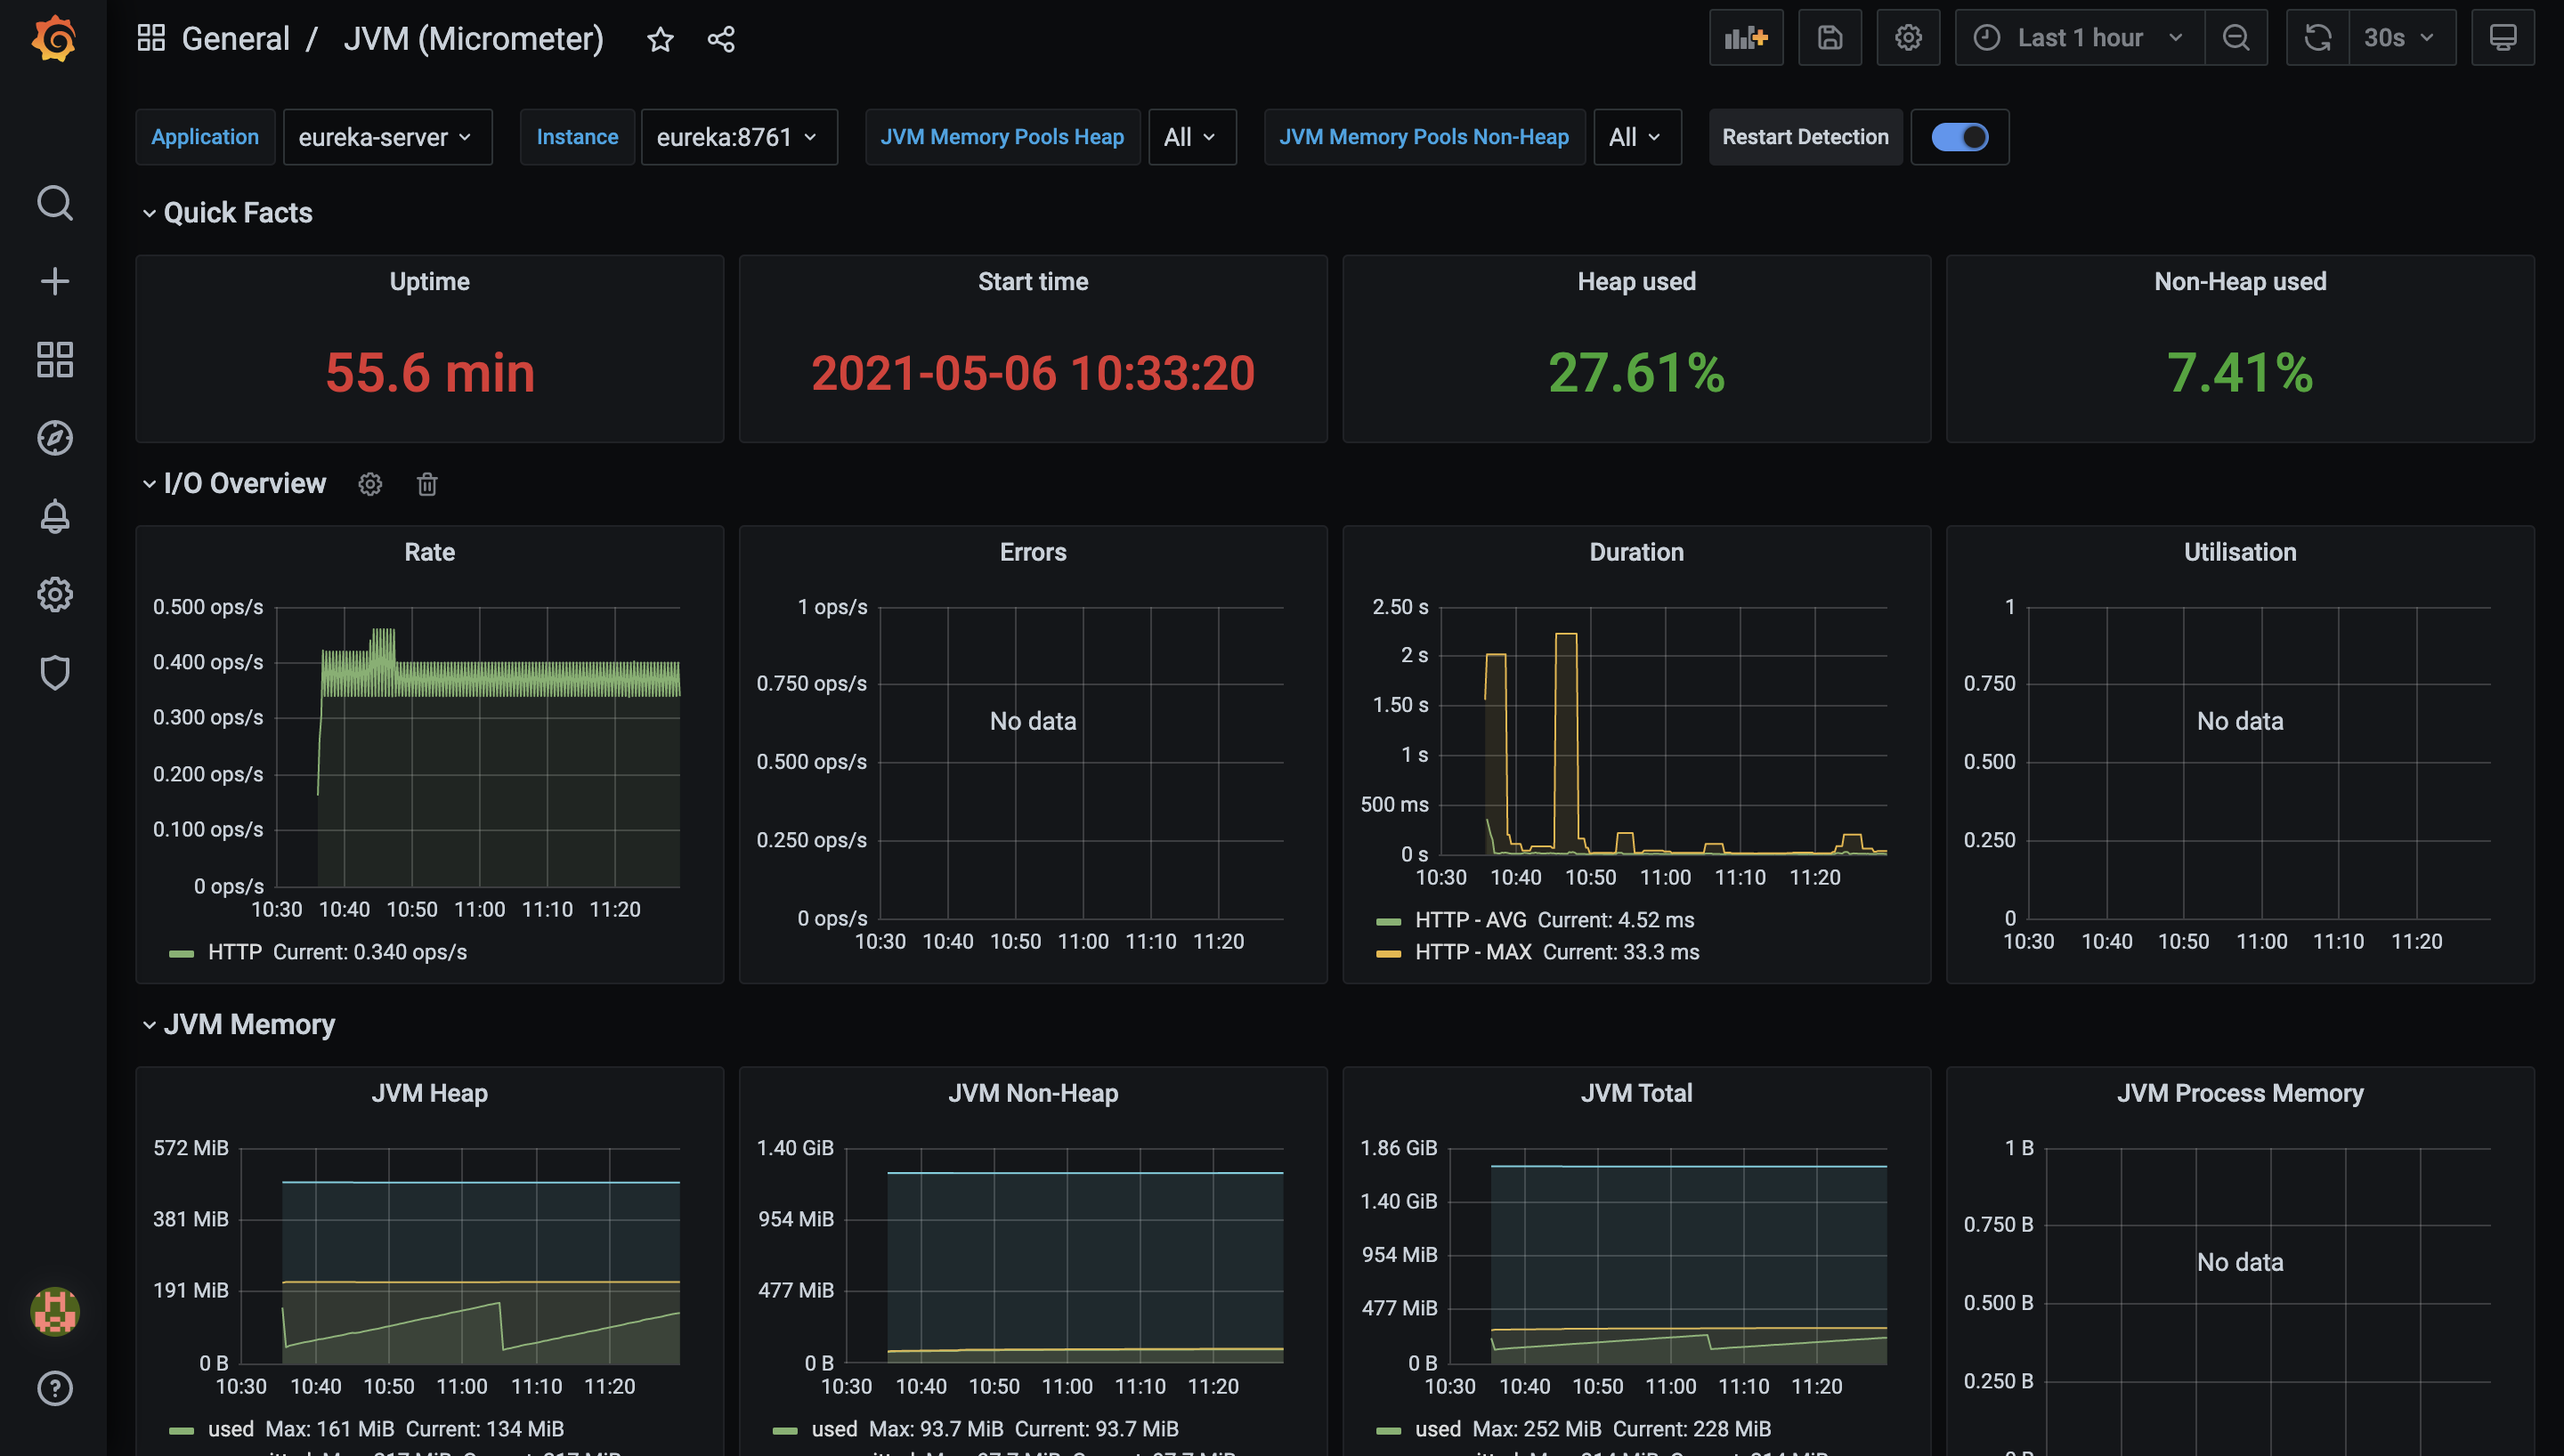 General / JVM (Micrometer)
Last 1 hour
30s
Application eureka-server Instance eureka:8761 JVM Memory Pools Heap All JVM Memory Pools Non-Heap All Restart Detection
Quick Facts
Uptime
55.6 min
Start time
2021-05-06 10:33:20
Heap used
27.61%
Non-Heap used
7.41%
I/O Overview
Rate
0.500 ops/s
0.400 ops/s
0.300 ops/s
0.200 ops/s
0.100 ops/s
0 ops/s
10:30 10:40 10:50 11:00 11:10 11:20
HTTP Current: 0.340 ops/s
Errors
1 ops/s
0.750 ops/s
No data
0.500 ops/s
0.250 ops/s
0 ops/s
10:30 10:40 10:50 11:00 11:10 11:20
Duration
2.50 s
2 s
1.50 s
1 s
500 ms
0 s
10:30 10:40 10:50 11:00 11:10 11:20
HTTP - AVG Current: 4.52 ms
HTTP - MAX Current: 33.3 ms
Utilisation
1
0.750
No data
0.500
0.250
0
10:30 10:40 10:50 11:00 11:10 11:20
JVM Memory
JVM Heap
572 MiB
381 MiB
191 MiB
0 B
10:30 10:40 10:50 11:00 11:10 11:20
used Max: 161 MiB Current: 134 MiB
JVM Non-Heap
1.40 GiB
954 MiB
477 MiB
0 B
10:30 10:40 10:50 11:00 11:10 11:20
used Max: 93.7 MiB Current: 93.7 MiB
JVM Total
1.86 GiB
1.40 GiB
954 MiB
477 MiB
0 B
10:30 10:40 10:50 11:00 11:10 11:20
used Max: 252 MiB Current: 228 MiB
JVM Process Memory
1 B
0.750 B
No data
0.500 B
0.250 B